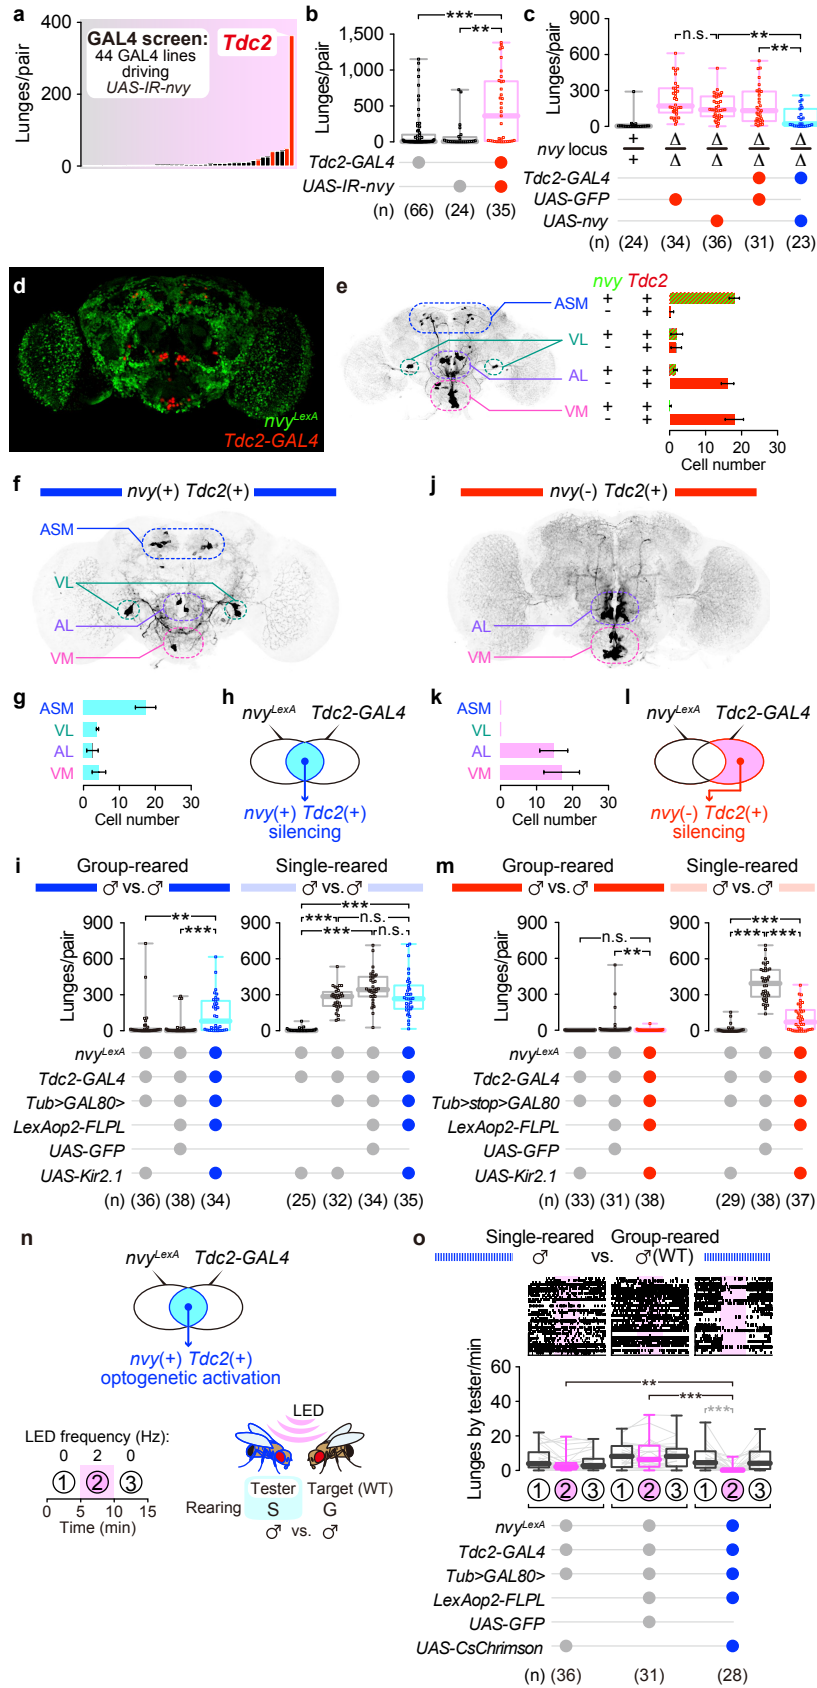 a
GAL4 screen:
44 GAL4 lines
driving
UAS-IR-nvy
Tdc2
Lunges/pair
400
200
0
b
***
**
Lunges/pair
1,500
1,000
500
0
Tdc2-GAL4
UAS-IR-nvy
(n) (66) (24) (35)
c
n.s. **
**
Lunges/pair
900
600
300
0
nvy locus
+ Δ Δ Δ Δ
+ Δ Δ Δ Δ
Tdc2-GAL4
UAS-GFP
UAS-nvy
(n) (24) (34) (36) (31) (23)
d
nvyLexA
Tdc2-GAL4
e
nvy Tdc2
ASM
VL
AL
VM
+ +
- +
+ +
- +
+ +
- +
+ +
- +
0 10 20 30
Cell number
f
nvy(+) Tdc2(+)
ASM
VL
AL
VM
j
nvy(-) Tdc2(+)
AL
VM
g
ASM
VL
AL
VM
0 10 20 30
Cell number
h
nvyLexA Tdc2-GAL4
nvy(+) Tdc2(+)
silencing
k
ASM
VL
AL
VM
0 10 20 30
Cell number
l
nvyLexA Tdc2-GAL4
nvy(-) Tdc2(+)
silencing
i
Group-reared
♂ vs. ♂
Single-reared
♂ vs. ♂
Lunges/pair
900
600
300
0
**
***
900
600
300
0
***
*** n.s.
*** n.s.
nvyLexA
Tdc2-GAL4
Tub>GAL80>
LexAop2-FLPL
UAS-GFP
UAS-Kir2.1
(n) (36) (38) (34) (25) (32) (34) (35)
m
Group-reared
♂ vs. ♂
Single-reared
♂ vs. ♂
Lunges/pair
900
600
300
0
n.s.
**
900
600
300
0
***
*** ***
nvyLexA
Tdc2-GAL4
Tub>stop>GAL80
LexAop2-FLPL
UAS-GFP
UAS-Kir2.1
(n) (33) (31) (38) (29) (38) (37)
n
nvyLexA Tdc2-GAL4
nvy(+) Tdc2(+)
optogenetic activation
LED frequency (Hz):
0 2 0
1 2 3
0 5 10 15
Time (min)
LED
Tester Target (WT)
Rearing S G
♂ vs. ♂
o
Single-reared Group-reared
♂ vs. ♂(WT)
Lunges by tester/min
60
40
20
0
**
***
***
1 2 3 1 2 3 1 2 3
nvyLexA
Tdc2-GAL4
Tub>GAL80>
LexAop2-FLPL
UAS-GFP
UAS-CsChrimson
(n) (36) (31) (28)